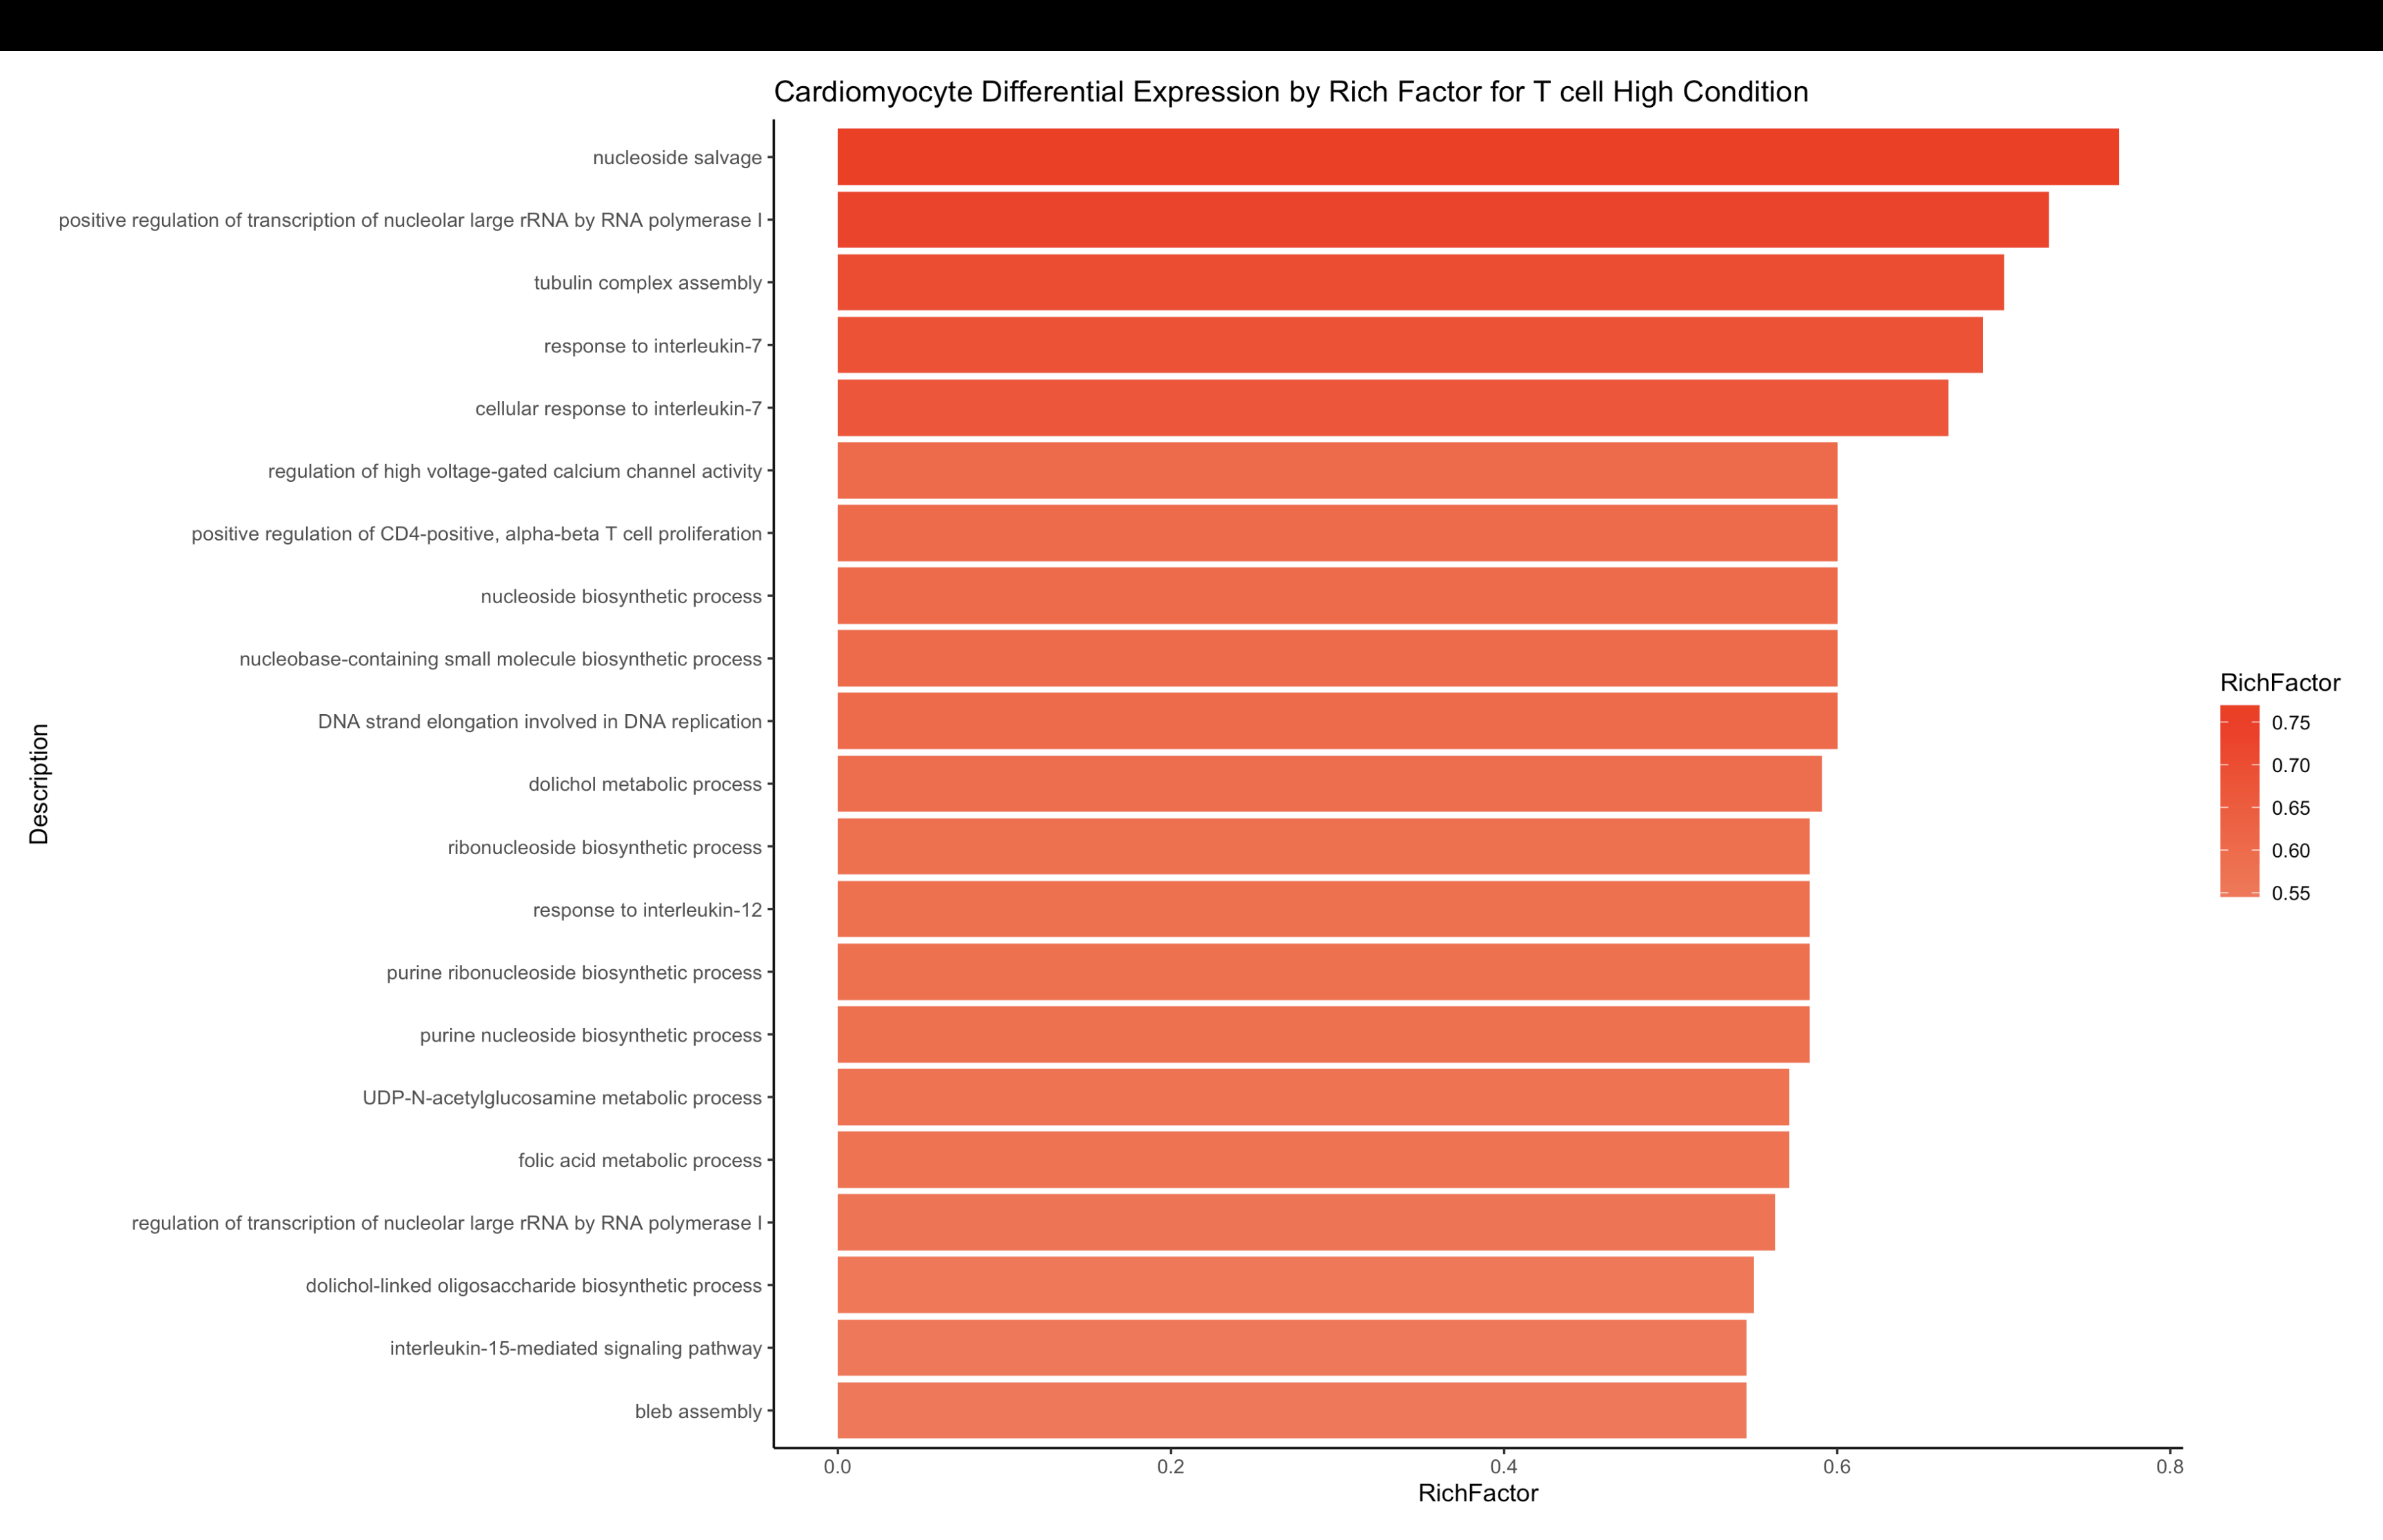 Cardiomyocyte Differential Expression by Rich Factor for T cell High Condition
nucleoside salvage
positive regulation of transcription of nucleolar large rRNA by RNA polymerase I
tubulin complex assembly
response to interleukin-7
cellular response to interleukin-7
regulation of high voltage-gated calcium channel activity
positive regulation of CD4-positive, alpha-beta T cell proliferation
nucleoside biosynthetic process
nucleobase-containing small molecule biosynthetic process
DNA strand elongation involved in DNA replication
dolichol metabolic process
ribonucleoside biosynthetic process
response to interleukin-12
purine ribonucleoside biosynthetic process
purine nucleoside biosynthetic process
UDP-N-acetylglucosamine metabolic process
folic acid metabolic process
regulation of transcription of nucleolar large rRNA by RNA polymerase I
dolichol-linked oligosaccharide biosynthetic process
interleukin-15-mediated signaling pathway
bleb assembly
Description
0.0 0.2 0.4 0.6 0.8
RichFactor
RichFactor
0.75
0.70
0.65
0.60
0.55